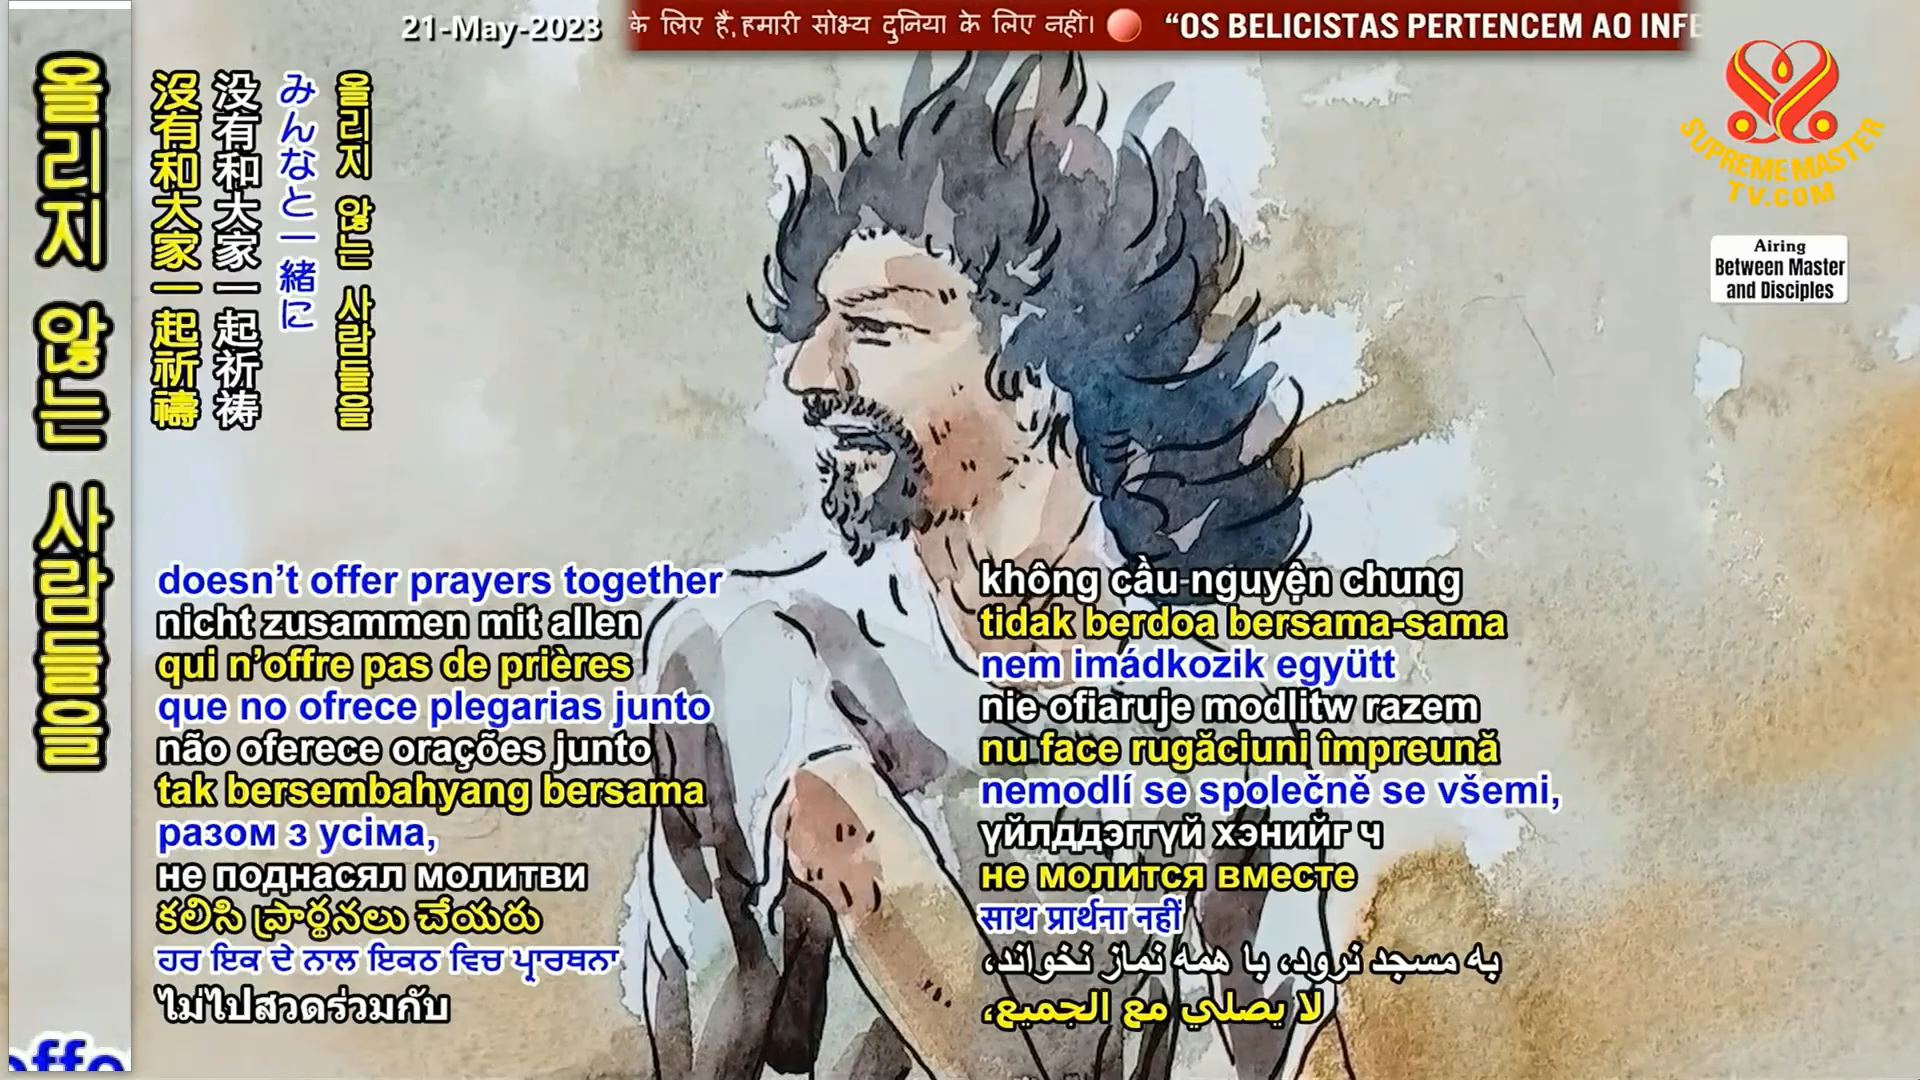 21-May-2023
के लिए हैं,हमारी सोभ्य दुनिया के लिए नहीं।
“OS BELICISTAS PERTENCEM AO INFE
SUPREME MASTER
TV.COM
Airing
Between Master
and Disciples
올리지 않는 사람들을
沒有和大家一起祈禱
没有和大家一起祈祷
みんなと一緒に
올리지 않는 사람들을
doesn’t offer prayers together
nicht zusammen mit allen
qui n’offre pas de prières
que no ofrece plegarias junto
não oferece orações junto
tak bersembahyang bersama
разом з усіма,
не поднасял молитви
కలిసి ప్రార్థనలు చేయరు
ਹਰ ਇਕ ਦੇ ਨਾਲ ਇਕਠ ਵਿਚ ਪ੍ਰਾਰਥਨਾ
ไม่ไปสวดร่วมกับ
không cầu nguyện chung
tidak berdoa bersama-sama
nem imádkozik együtt
nie ofiaruje modlitw razem
nu face rugăciuni împreună
nemodlí se společně se všemi,
үйлддэггүй хэнийг ч
не молится вместе
साथ प्रार्थना नहीं
به مسجد نرود، با همه نماز نخواند،
لا يصلي مع الجميع،
offe